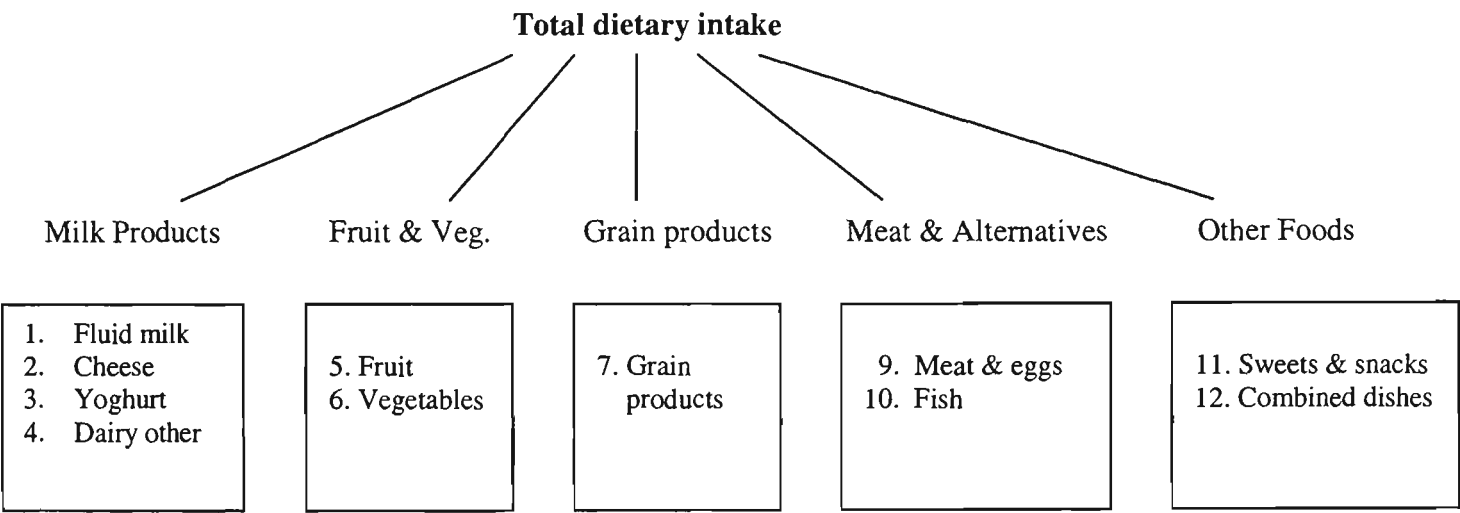 Total dietary intake
Milk Products
Fruit & Veg.
Grain products
Meat & Alternatives
Other Foods
1. Fluid milk
2. Cheese
3. Yoghurt
4. Dairy other
5. Fruit
6. Vegetables
7. Grain
products
9. Meat & eggs
10. Fish
11. Sweets & snacks
12. Combined dishes